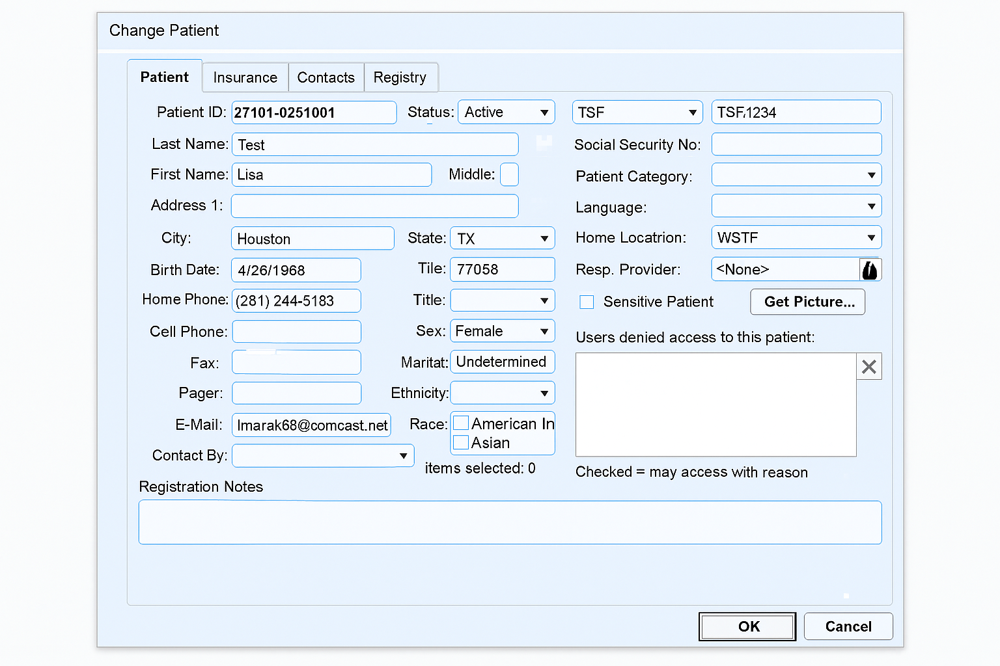 Change Patient
Patient Insurance Contacts Registry
Patient ID: 27101-0251001 Status: Active TSF TSF,1234
Last Name: Test Social Security No:
First Name: Lisa Middle: Patient Category:
Address 1: Language:
City: Houston State: TX Home Locatrion: WSTF
Birth Date: 4/26/1968 Tile: 77058 Resp. Provider: <None>
Home Phone: (281) 244-5183 Title: Sensitive Patient Get Picture...
Cell Phone: Sex: Female Users denied access to this patient:
Fax: Maritat: Undetermined
Pager: Ethnicity:
E-Mail: lmarak68@comcast.net Race: American In
Asian
Contact By: items selected: 0 Checked = may access with reason
Registration Notes
OK Cancel